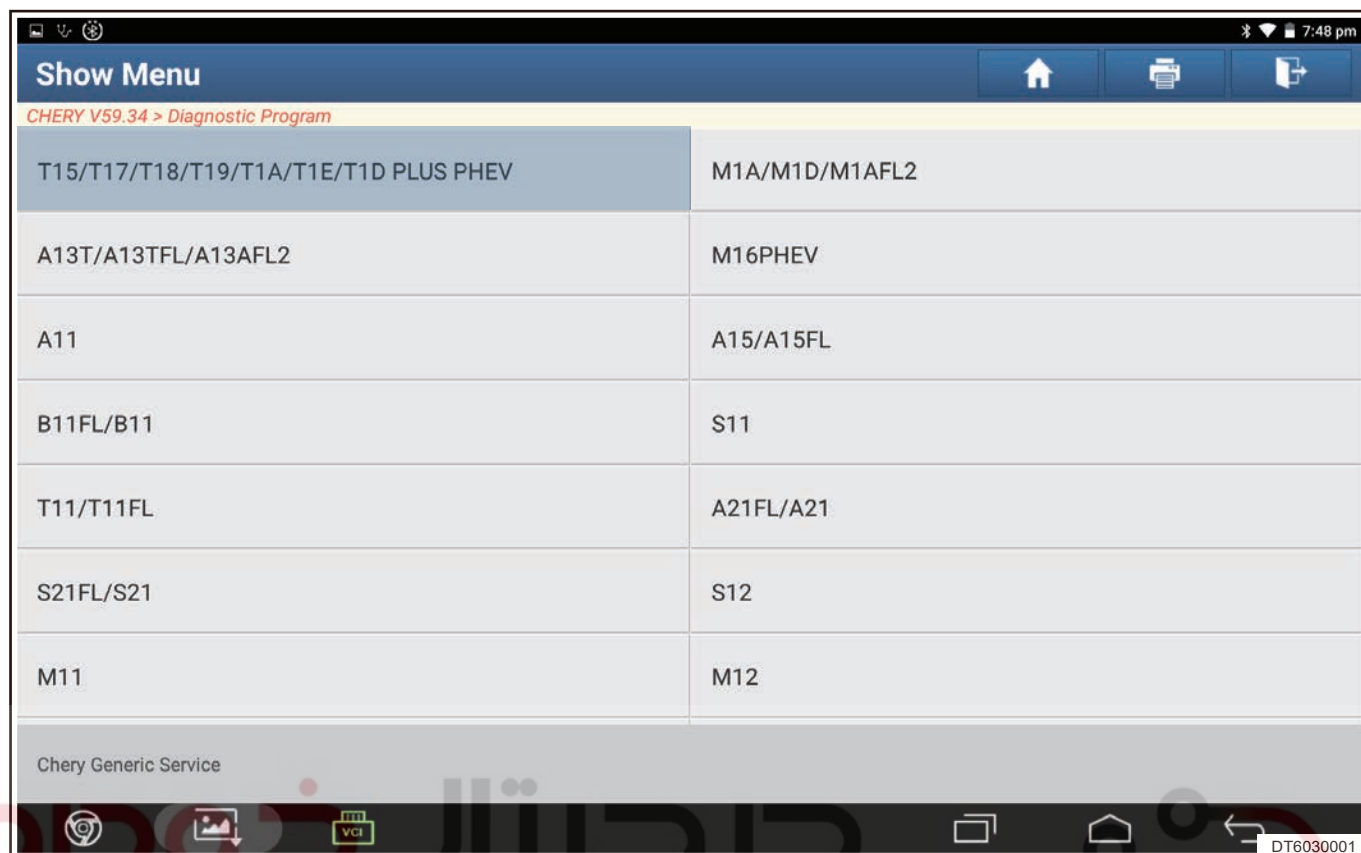 7:48 pm
Show Menu
CHERY V59.34 > Diagnostic Program
T15/T17/T18/T19/T1A/T1E/T1D PLUS PHEV
M1A/M1D/M1AFL2
A13T/A13TFL/A13AFL2
M16PHEV
A11
A15/A15FL
B11FL/B11
S11
T11/T11FL
A21FL/A21
S21FL/S21
S12
M11
M12
Chery Generic Service
VCI
DT6030001